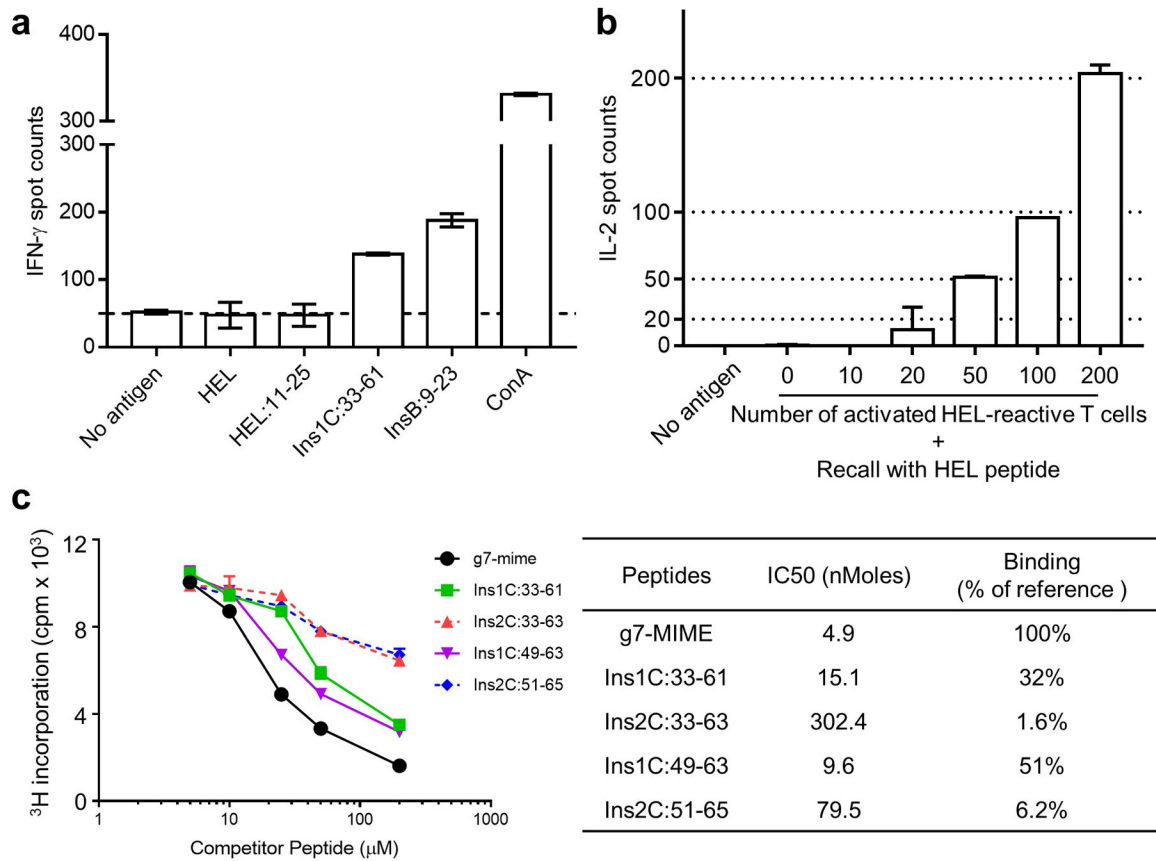 a
400
300
300
200
100
0
IFN-γ spot counts
No antigen
HEL
HEL:11-25
Ins1C:33-61
InsB:9-23
ConA
b
200
100
50
20
0
IL-2 spot counts
No antigen
0 10 20 50 100 200
Number of activated HEL-reactive T cells
+
Recall with HEL peptide
c
12
8
4
0
³H incorporation (cpm x 10³)
1 10 100 1000
Competitor Peptide (μM)
g7-mime
Ins1C:33-61
Ins2C:33-63
Ins1C:49-63
Ins2C:51-65
Peptides IC50 (nMoles) Binding
(% of reference )
g7-MIME 4.9 100%
Ins1C:33-61 15.1 32%
Ins2C:33-63 302.4 1.6%
Ins1C:49-63 9.6 51%
Ins2C:51-65 79.5 6.2%